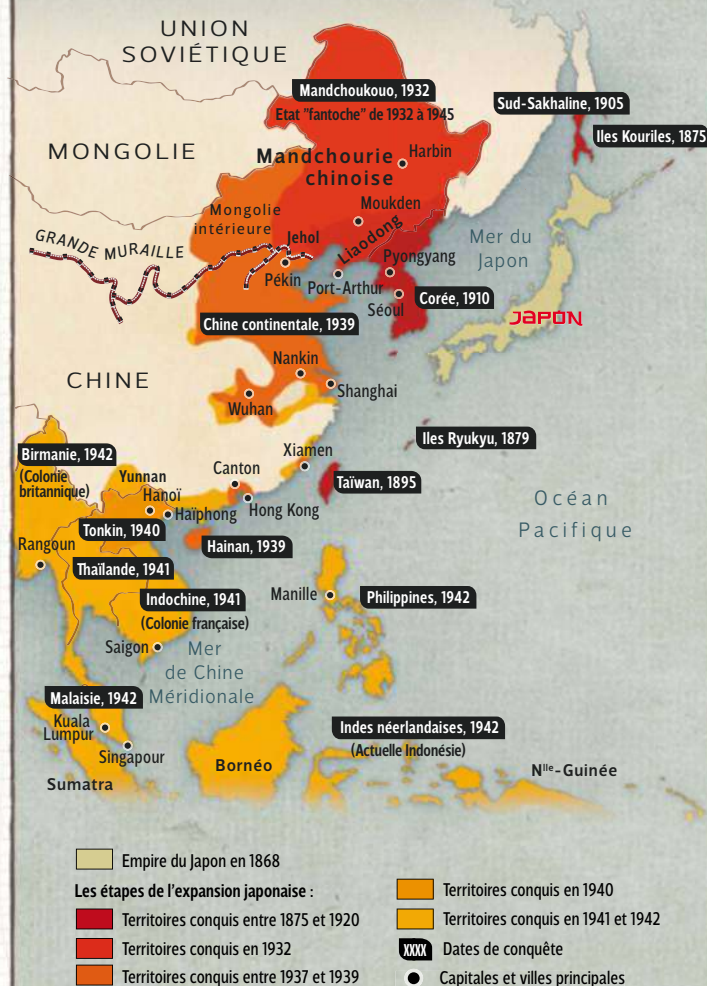 UNION
SOVIÉTIQUE
Mandchoukouo, 1932
Etat "fantoche" de 1932 à 1945
Sud-Sakhaline, 1905
Iles Kouriles, 1875
MONGOLIE
Mandchourie
chinoise
Harbin
Mongolie
intérieure
Moukden
GRANDE MURAILLE
Jehol
Liaodong
Mer du
Japon
Pékin
Port-Arthur
Pyongyang
Séoul
Corée, 1910
JAPON
Chine continentale, 1939
CHINE
Nankin
Shanghai
Wuhan
Iles Ryukyu, 1879
Birmanie, 1942
(Colonie
britannique)
Yunnan
Xiamen
Canton
Taïwan, 1895
Hanoï
Haïphong
Hong Kong
Océan
Pacifique
Tonkin, 1940
Rangoun
Hainan, 1939
Thaïlande, 1941
Indochine, 1941
(Colonie française)
Manille
Philippines, 1942
Saigon
Mer
de Chine
Méridionale
Malaisie, 1942
Kuala
Lumpur
Singapour
Sumatra
Bornéo
Indes néerlandaises, 1942
(Actuelle Indonésie)
Nlle-Guinée
Empire du Japon en 1868
Les étapes de l'expansion japonaise :
Territoires conquis entre 1875 et 1920
Territoires conquis en 1932
Territoires conquis entre 1937 et 1939
Territoires conquis en 1940
Territoires conquis en 1941 et 1942
XXXX Dates de conquête
Capitales et villes principales